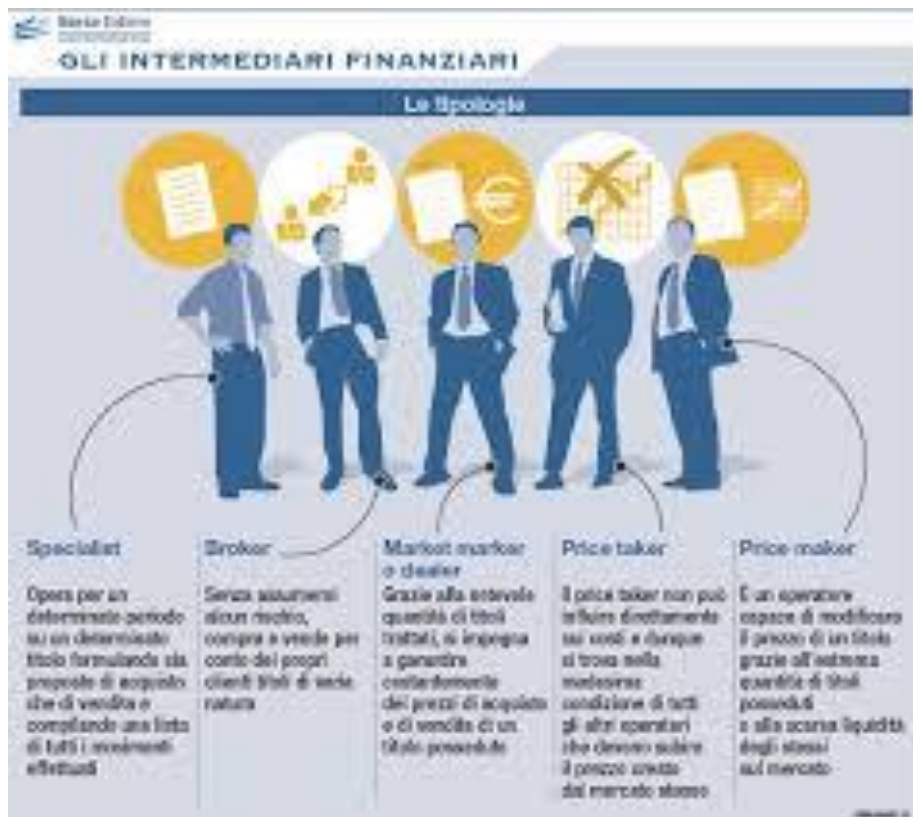 GLI INTERMEDIARI FINANZIARI
Le tipologie
Specialist
Opera per un
determinato periodo
su un determinato
titolo formulando sia
proposte di acquisto
che di vendita e
compilando una lista
di tutti i movimenti
effettuati
Broker
Senza assumersi
alcun rischio,
compra e vende per
conto dei propri
clienti titoli di varia
natura
Market marker
o dealer
Grazie alla notevole
quantità di titoli
trattati, si impegna
a garantire
costantemente
dei prezzi di acquisto
e di vendita di un
titolo posseduto
Price taker
Il price taker non può
influire direttamente
sui costi e dunque
si trova nella
medesima
condizione di tutti
gli altri operatori
che devono subire
il prezzo creato
dal mercato stesso
Price maker
È un operatore
capace di modificare
il prezzo di un titolo
grazie all'estrema
quantità di titoli
posseduti
o alla scarsa liquidità
degli stessi
sul mercato